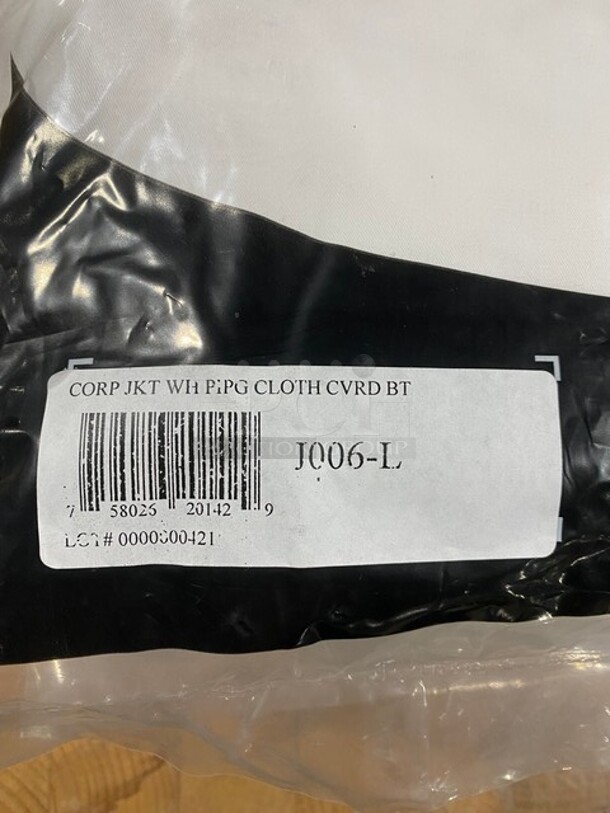 CORP JKT WH PIPG CLOTH CVRD BT
J006-L
7 58026 20142 9
LOT# 0000000421